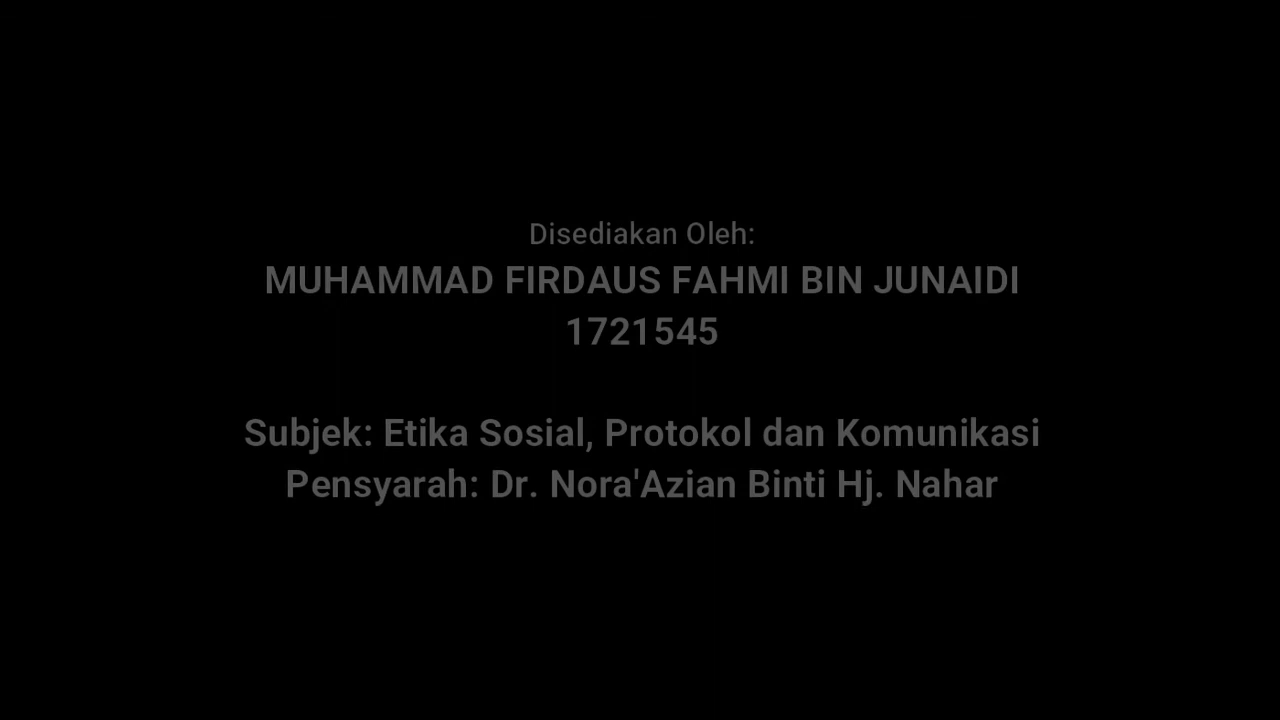 Disediakan Oleh:
MUHAMMAD FIRDAUS FAHMI BIN JUNAIDI
1721545
Subjek: Etika Sosial, Protokol dan Komunikasi
Pensyarah: Dr. Nora'Azian Binti Hj. Nahar